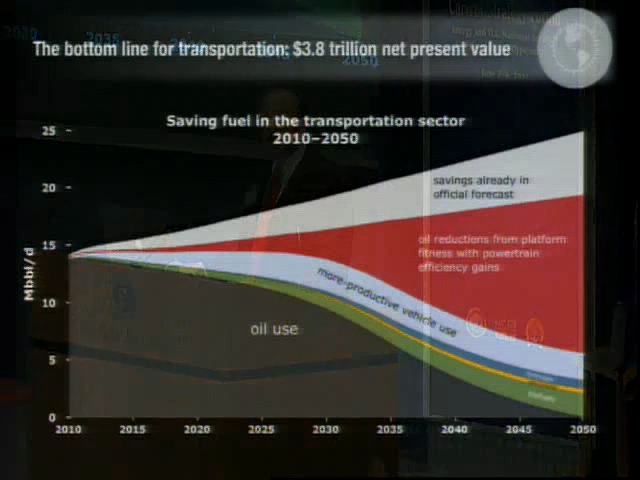 The bottom line for transportation: $3.8 trillion net present value
Saving fuel in the transportation sector
2010–2050
25
20
15
10
5
0
Mbbl/d
savings already in
official forecast
oil reductions from platform
fitness with powertrain
efficiency gains
more-productive vehicle use
oil use
2010 2015 2020 2025 2030 2035 2040 2045 2050